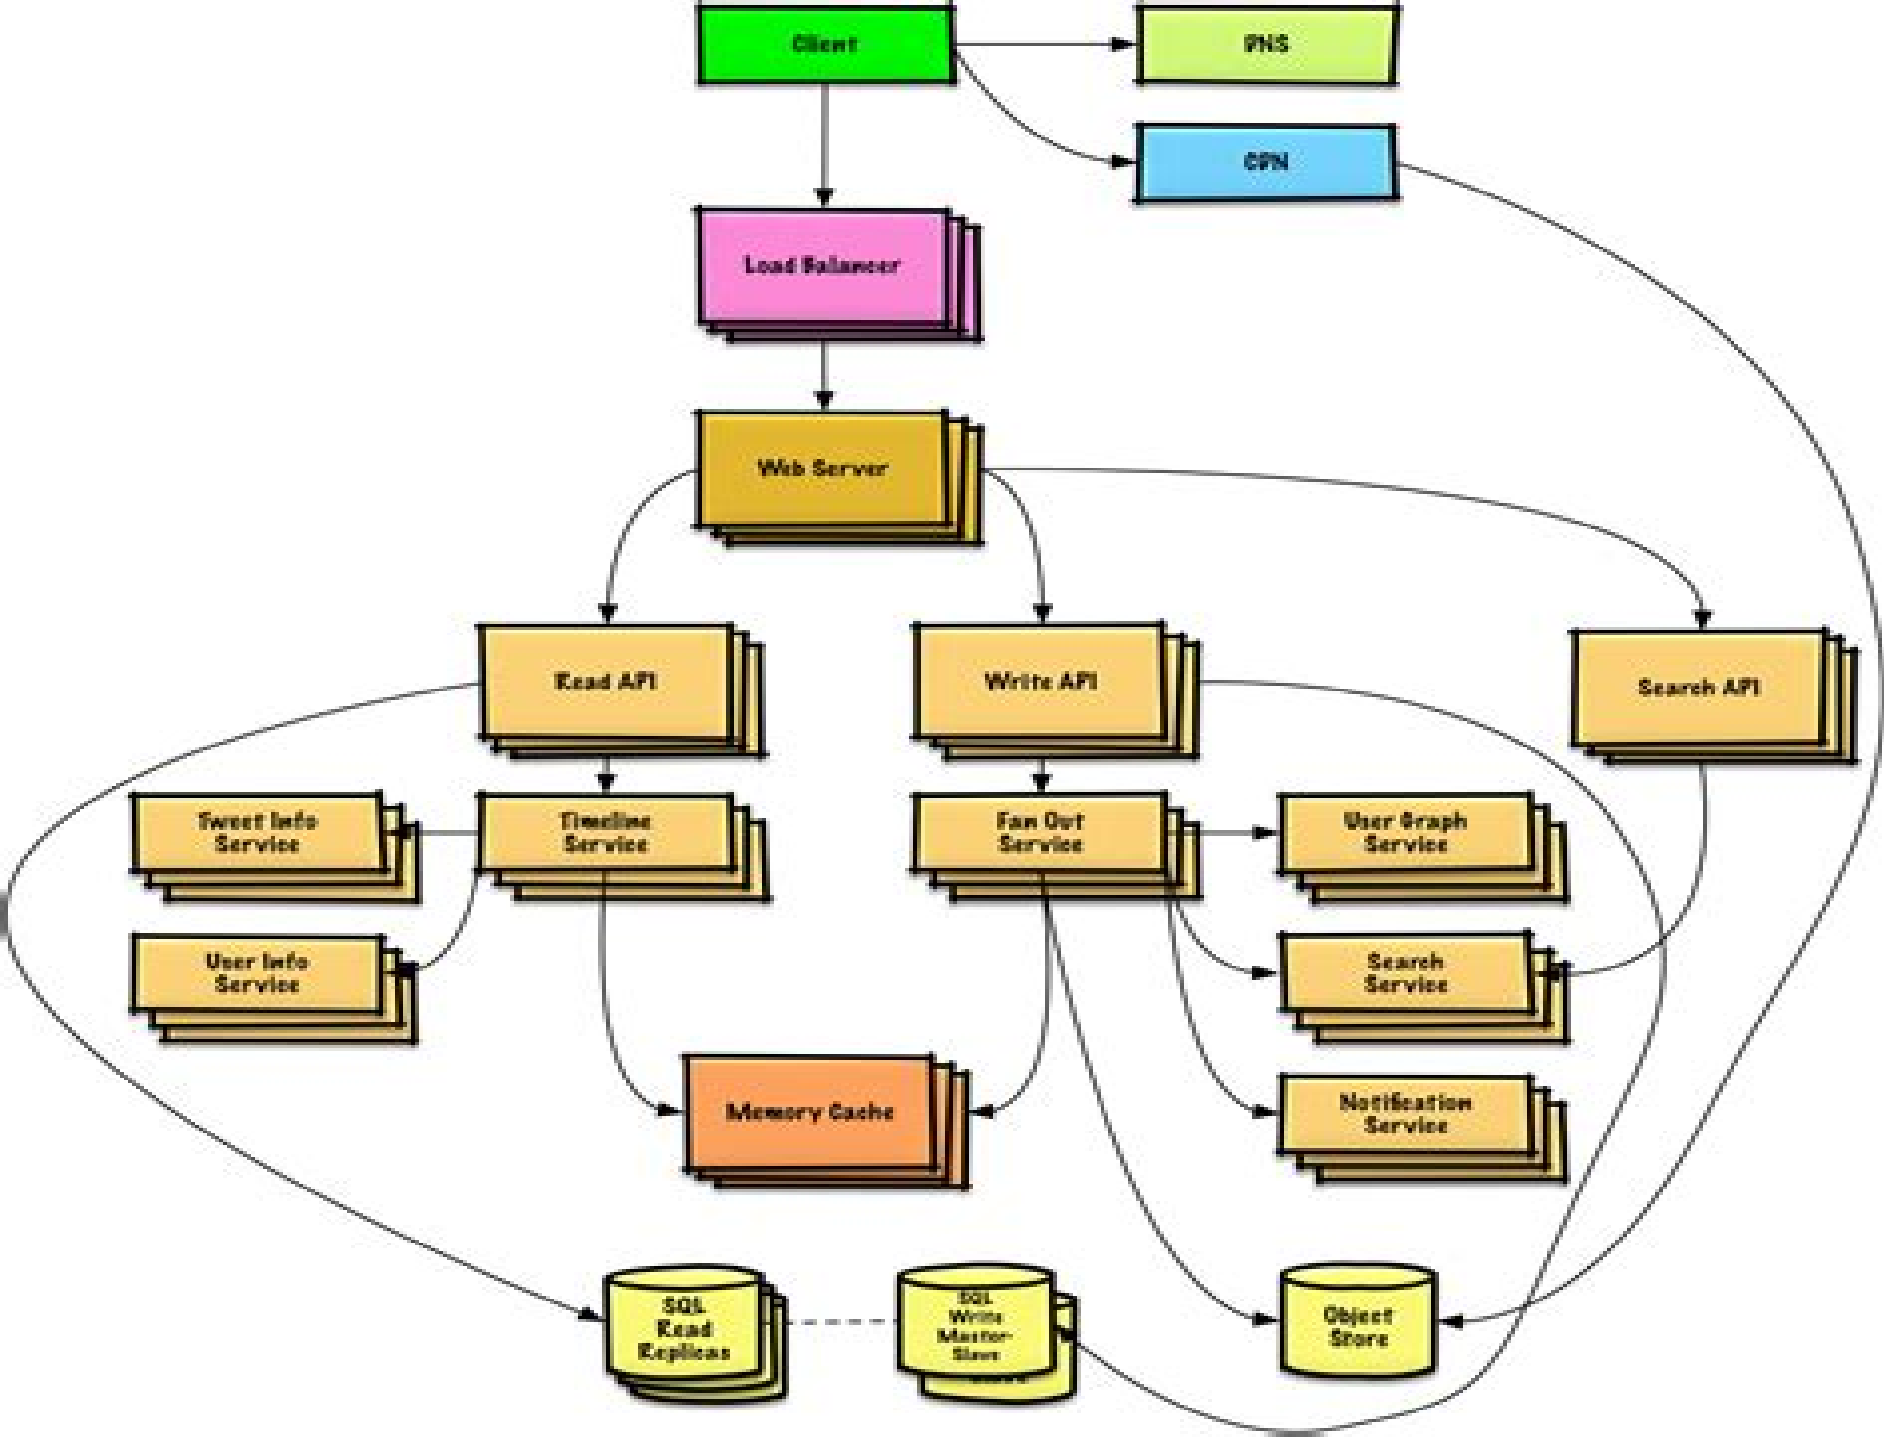 Client
DNS
CDN
Load Balancer
Web Server
Read API
Write API
Search API
Tweet Info
Service
Timeline
Service
Fan Out
Service
User Graph
Service
User Info
Service
Search
Service
Memory Cache
Notification
Service
SQL
Read
Replicas
SQL
Write
Master-
Slave
Object
Store